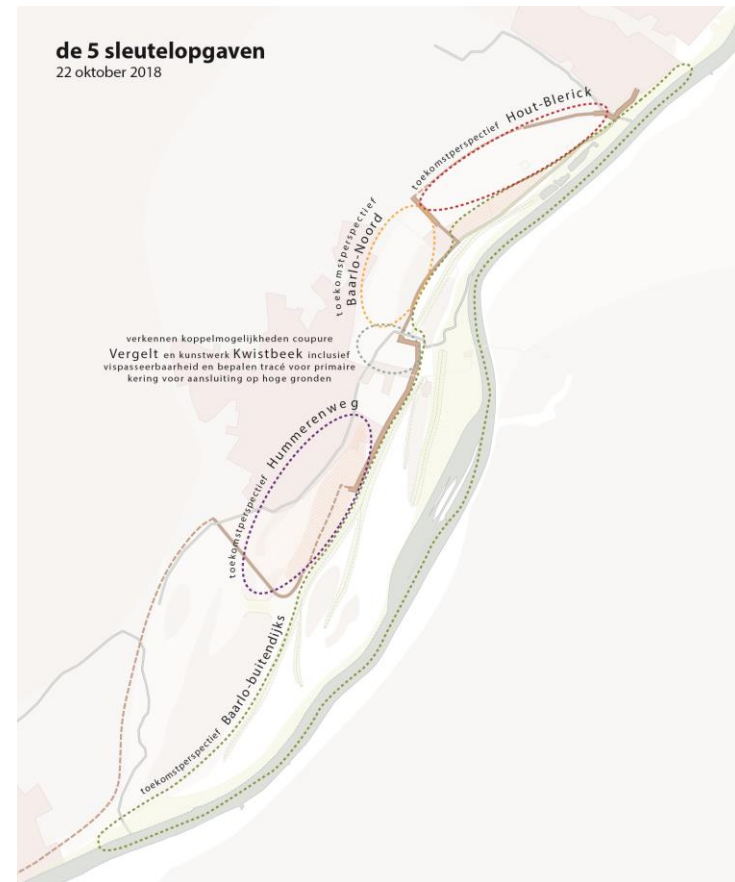 de 5 sleutelopgaven
22 oktober 2018
toekomstperspectief Hout-Blerick
toekomstperspectief
Baarlo-Noord
verkennen koppelmogelijkheden coupure
Vergelt en kunstwerk Kwistbeek inclusief
vispasseerbaarheid en bepalen tracé voor primaire
kering voor aansluiting op hoge gronden
toekomstperspectief Hummerenweg
toekomstperspectief Baarlo-buitendijks